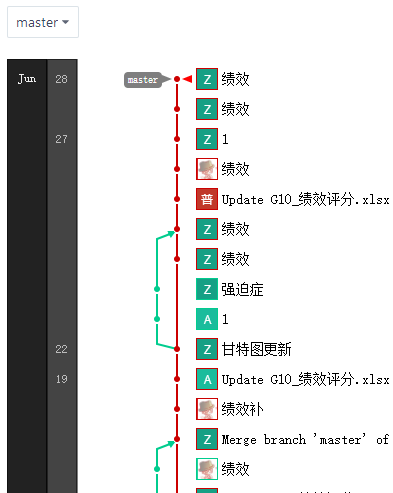 master
Jun 28 master Z 绩效
Z 绩效
27 Z 1
绩效
普 Update G10_绩效评分.xlsx
Z 绩效
Z 绩效
Z 强迫症
A 1
22 Z 甘特图更新
19 A Update G10_绩效评分.xlsx
绩效补
Z Merge branch 'master' of
绩效